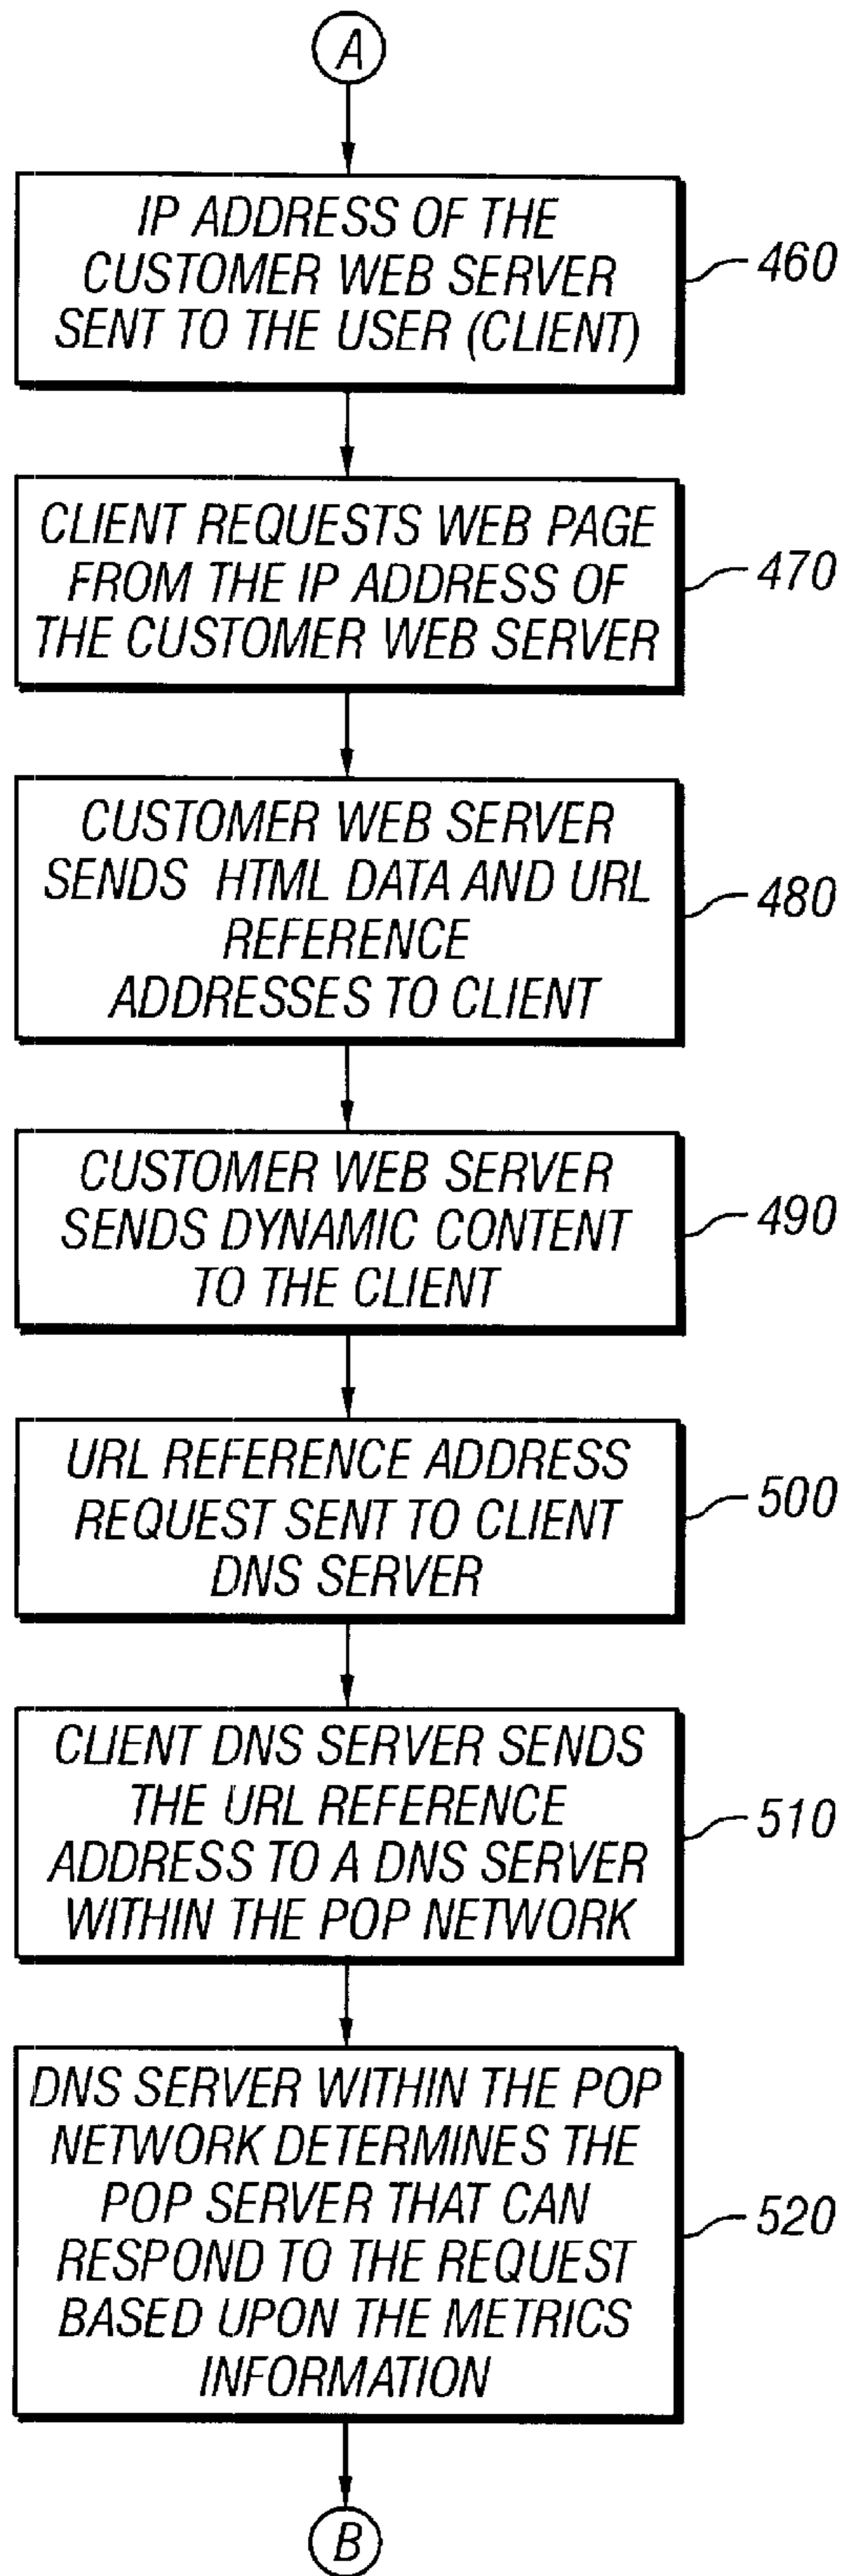 A
IP ADDRESS OF THE
CUSTOMER WEB SERVER
SENT TO THE USER (CLIENT)
460
CLIENT REQUESTS WEB PAGE
FROM THE IP ADDRESS OF
THE CUSTOMER WEB SERVER
470
CUSTOMER WEB SERVER
SENDS HTML DATA AND URL
REFERENCE
ADDRESSES TO CLIENT
480
CUSTOMER WEB SERVER
SENDS DYNAMIC CONTENT
TO THE CLIENT
490
URL REFERENCE ADDRESS
REQUEST SENT TO CLIENT
DNS SERVER
500
CLIENT DNS SERVER SENDS
THE URL REFERENCE
ADDRESS TO A DNS SERVER
WITHIN THE POP NETWORK
510
DNS SERVER WITHIN THE POP
NETWORK DETERMINES THE
POP SERVER THAT CAN
RESPOND TO THE REQUEST
BASED UPON THE METRICS
INFORMATION
520
B